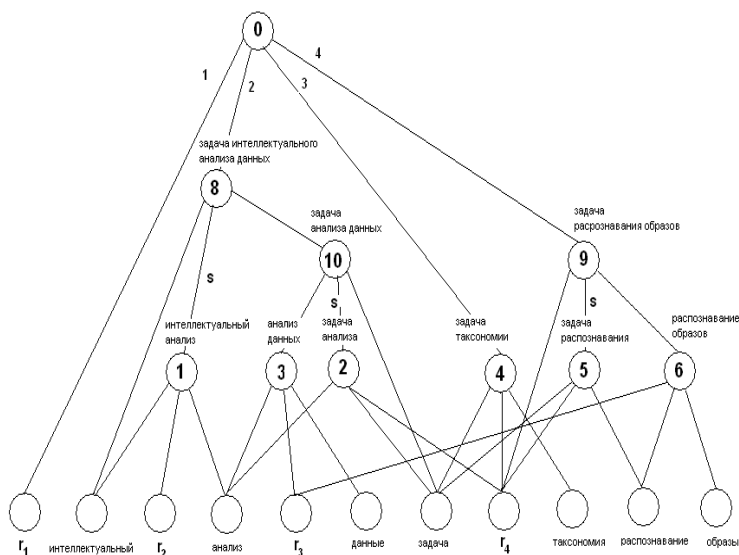 0
1
2
3
4
задача интеллектуального
анализа данных
8
задача
анализа данных
10
задача
расрознавания образов
9
s
s
s
интеллектуальный
анализ
1
анализ
данных
3
задача
анализа
2
задача
таксономии
4
задача
распознавания
5
распознавание
образов
6
r1
интеллектуальный
r2
анализ
r3
данные
задача
r4
таксономия
распознавание
образы